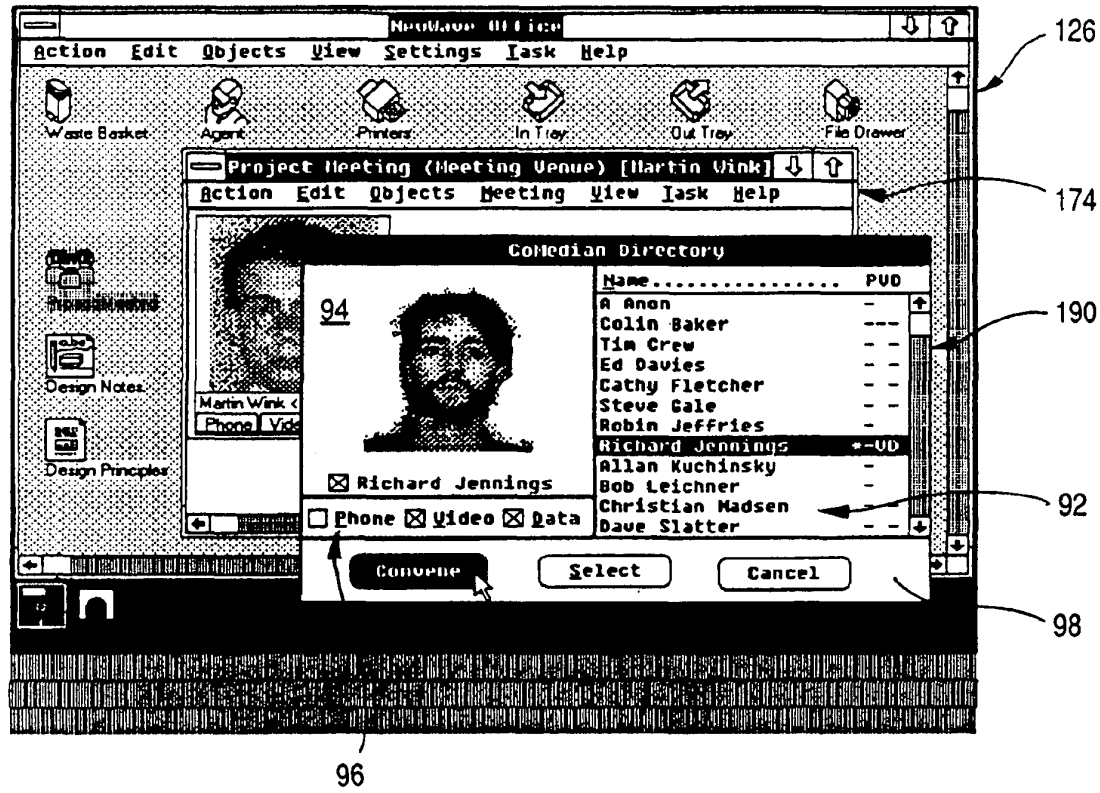 NewWave Office
126
Action Edit Objects View Settings Task Help
Waste Basket Agent Printers In Tray Out Tray File Drawer
Project Meeting (Meeting Venue) [Martin Wink]
174
Action Edit Objects Meeting View Task Help
CoMedian Directory
Name................ PVD
94
A Anon -
190
Colin Baker ---
Tim Crew - -
Ed Davies - -
Design Notes
Cathy Fletcher - -
Martin Wink <
Steve Gale - -
Phone Vide
Robin Jeffries -
Richard Jennings *-VD
Design Principles
Allan Kuchinsky -
Richard Jennings
Bob Leichner -
92
Christian Madsen
Phone Video Data
Dave Slatter - -
Convene Select Cancel
98
96